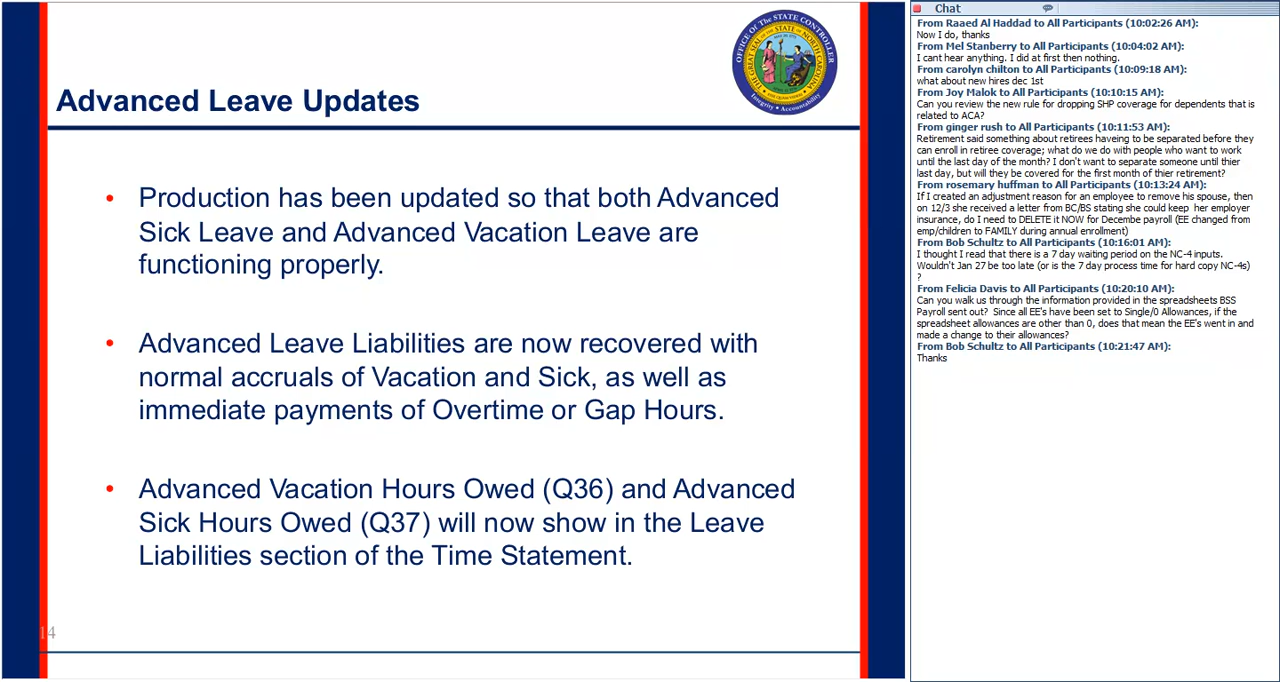 Advanced Leave Updates
OFFICE OF THE STATE CONTROLLER
THE GREAT SEAL OF THE STATE OF NORTH CAROLINA
Integrity • Accountability
• Production has been updated so that both Advanced
Sick Leave and Advanced Vacation Leave are
functioning properly.
• Advanced Leave Liabilities are now recovered with
normal accruals of Vacation and Sick, as well as
immediate payments of Overtime or Gap Hours.
• Advanced Vacation Hours Owed (Q36) and Advanced
Sick Hours Owed (Q37) will now show in the Leave
Liabilities section of the Time Statement.
14
Chat
From Raaed Al Haddad to All Participants (10:02:26 AM):
Now I do, thanks
From Mel Stanberry to All Participants (10:04:02 AM):
I cant hear anything. I did at first then nothing.
From carolyn chilton to All Participants (10:09:18 AM):
what about new hires dec 1st
From Joy Malok to All Participants (10:10:15 AM):
Can you review the new rule for dropping SHP coverage for dependents that is
related to ACA?
From ginger rush to All Participants (10:11:53 AM):
Retirement said something about retirees haveing to be separated before they
can enroll in retiree coverage; what do we do with people who want to work
until the last day of the month? I don't want to separate someone until thier
last day, but will they be covered for the first month of thier retirement?
From rosemary huffman to All Participants (10:13:24 AM):
If I created an adjustment reason for an employee to remove his spouse, then
on 12/3 she received a letter from BC/BS stating she could keep her employer
insurance, do I need to DELETE it NOW for Decembe payroll (EE changed from
emp/children to FAMILY during annual enrollment)
From Bob Schultz to All Participants (10:16:01 AM):
I thought I read that there is a 7 day waiting period on the NC-4 inputs.
Wouldn't Jan 27 be too late (or is the 7 day process time for hard copy NC-4s)
?
From Felicia Davis to All Participants (10:20:10 AM):
Can you walk us through the information provided in the spreadsheets BSS
Payroll sent out? Since all EE's have been set to Single/0 Allowances, if the
spreadsheet allowances are other than 0, does that mean the EE's went in and
made a change to their allowances?
From Bob Schultz to All Participants (10:21:47 AM):
Thanks